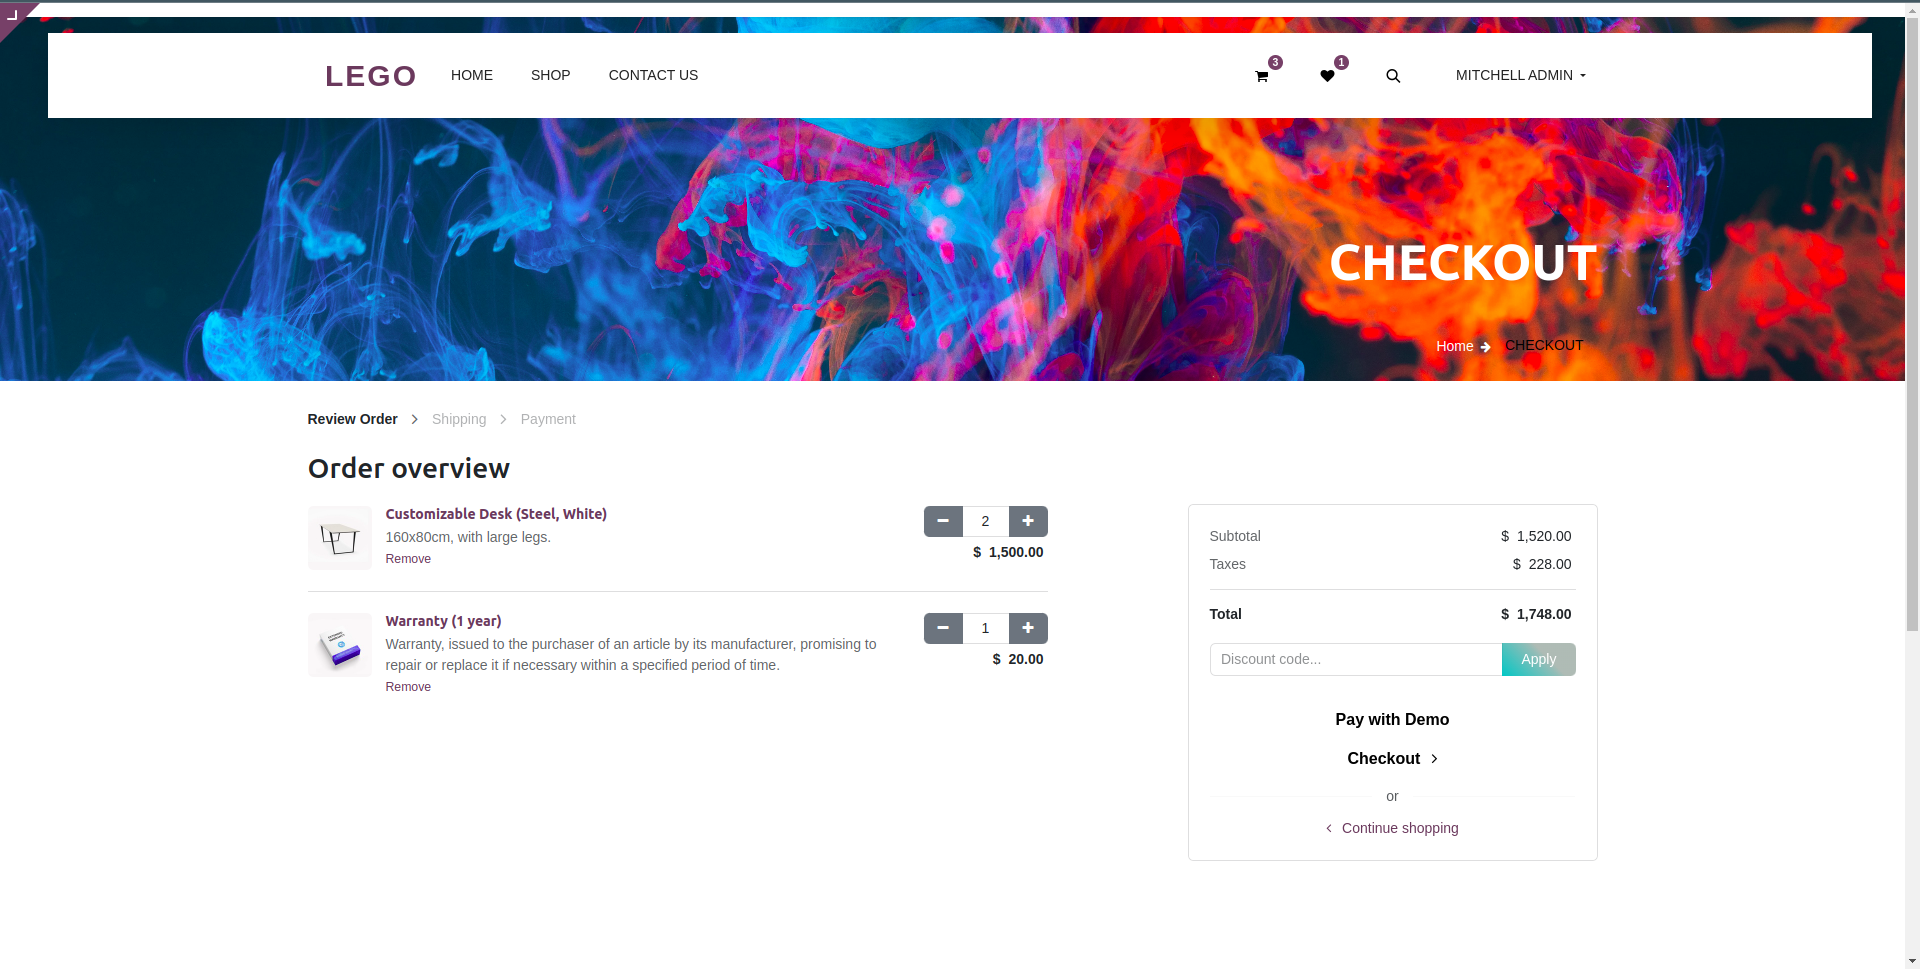 LEGO HOME SHOP CONTACT US 3 1 MITCHELL ADMIN
CHECKOUT
Home CHECKOUT
Review Order Shipping Payment
Order overview
Customizable Desk (Steel, White)
160x80cm, with large legs.
Remove
2
$ 1,500.00
Warranty (1 year)
Warranty, issued to the purchaser of an article by its manufacturer, promising to
repair or replace it if necessary within a specified period of time.
Remove
1
$ 20.00
Subtotal $ 1,520.00
Taxes $ 228.00
Total $ 1,748.00
Discount code... Apply
Pay with Demo
Checkout
or
Continue shopping